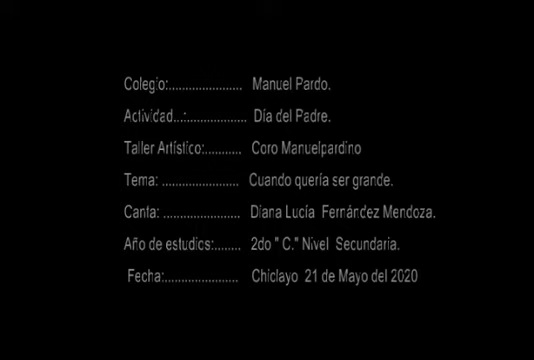 Colegio:...................... Manuel Pardo.
Actividad...:.................. Día del Padre.
Taller Artístico:........... Coro Manuelpardino
Tema: ....................... Cuando quería ser grande.
Canta: ....................... Diana Lucía Fernández Mendoza.
Año de estudios:........ 2do " C." Nivel Secundaria.
Fecha:...................... Chiclayo 21 de Mayo del 2020